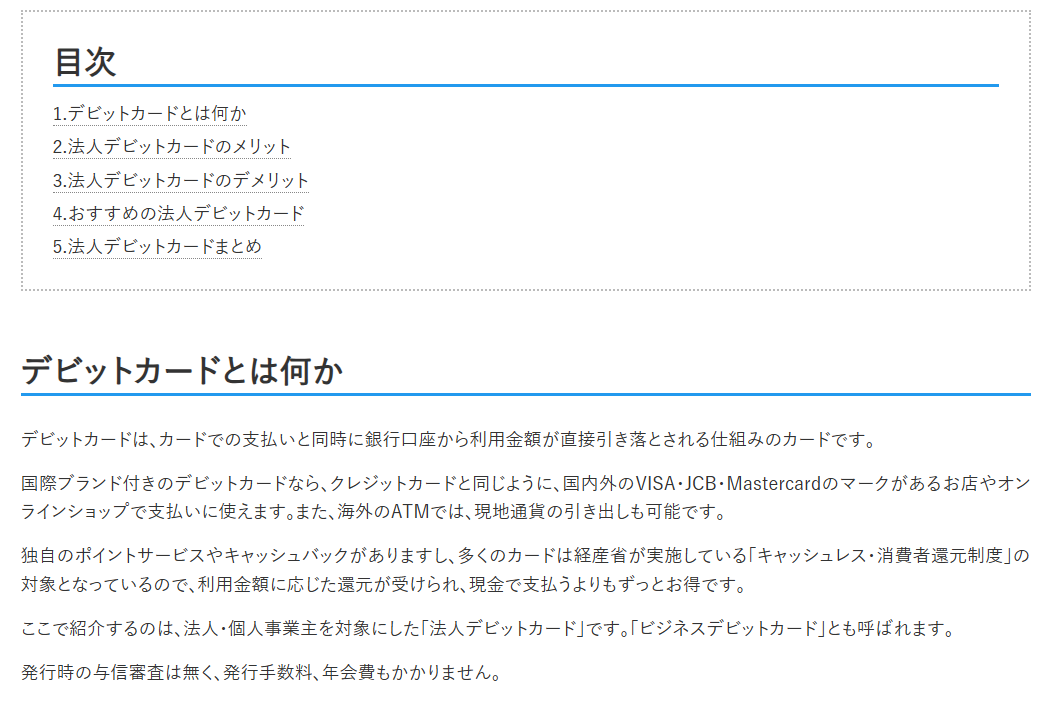 目次
1.デビットカードとは何か
2.法人デビットカードのメリット
3.法人デビットカードのデメリット
4.おすすめの法人デビットカード
5.法人デビットカードまとめ
デビットカードとは何か
デビットカードは、カードでの支払いと同時に銀行口座から利用金額が直接引き落とされる仕組みのカードです。
国際ブランド付きのデビットカードなら、クレジットカードと同じように、国内外のVISA・JCB・Mastercardのマークがあるお店やオン
ラインショップで支払いに使えます。また、海外のATMでは、現地通貨の引き出しも可能です。
独自のポイントサービスやキャッシュバックがありますし、多くのカードは経産省が実施している「キャッシュレス・消費者還元制度」の
対象となっているので、利用金額に応じた還元が受けられ、現金で支払うよりもずっとお得です。
ここで紹介するのは、法人・個人事業主を対象にした「法人デビットカード」です。「ビジネスデビットカード」とも呼ばれます。
発行時の与信審査は無く、発行手数料、年会費もかかりません。